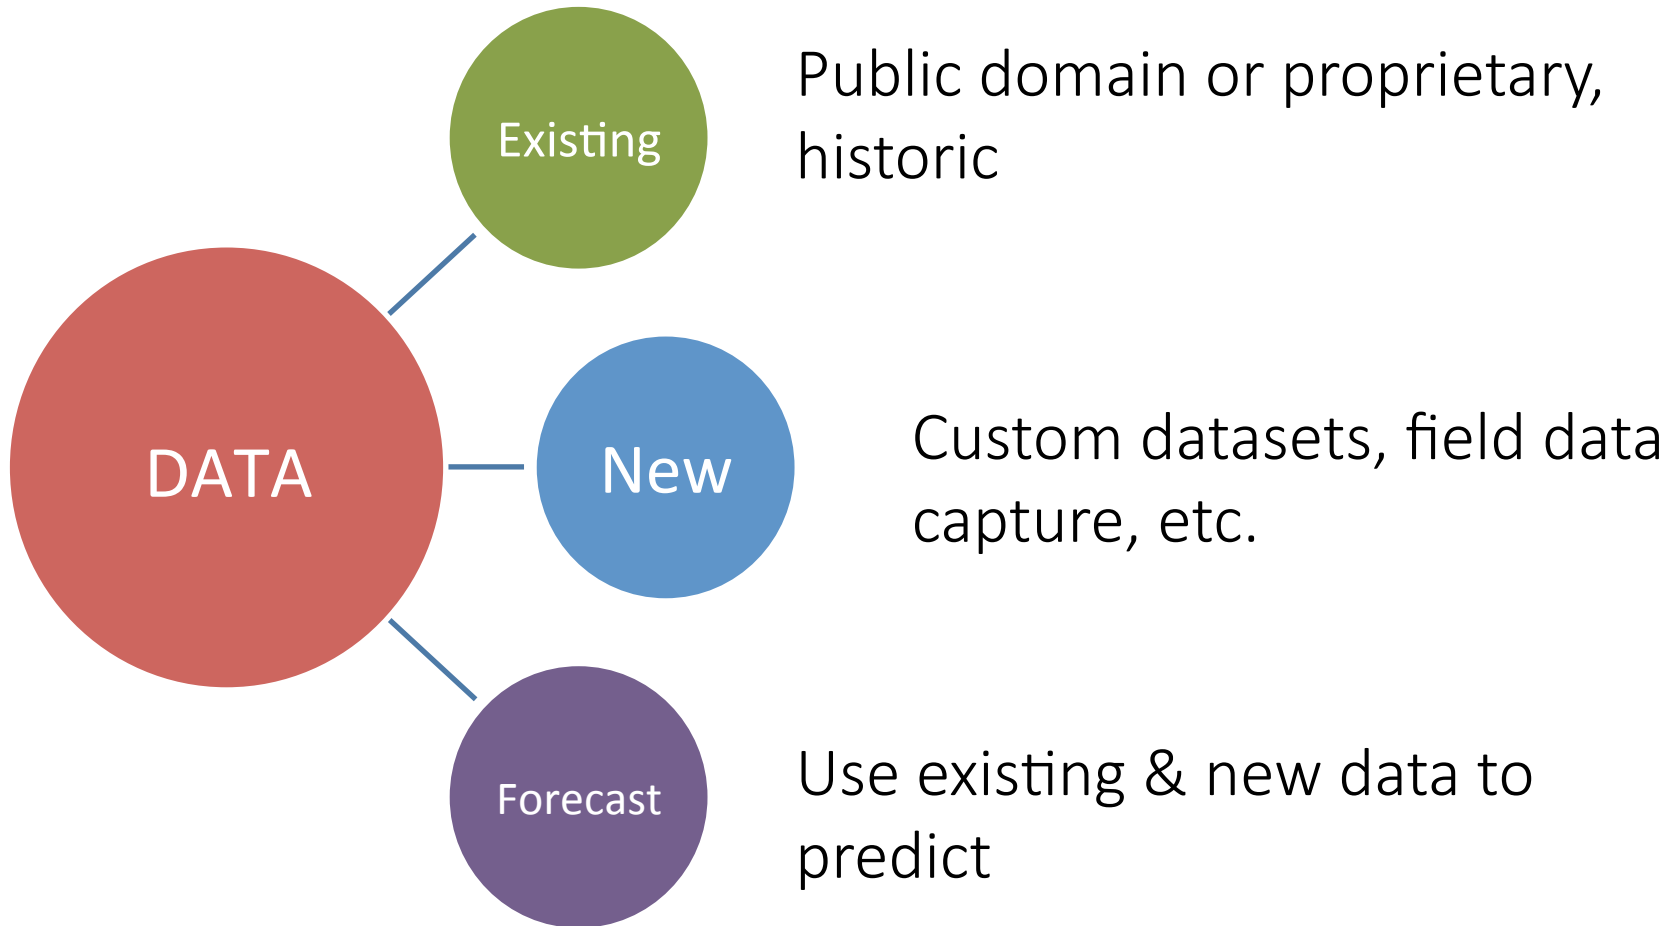 DATA
Existing
Public domain or proprietary,
historic
New
Custom datasets, field data
capture, etc.
Forecast
Use existing & new data to
predict